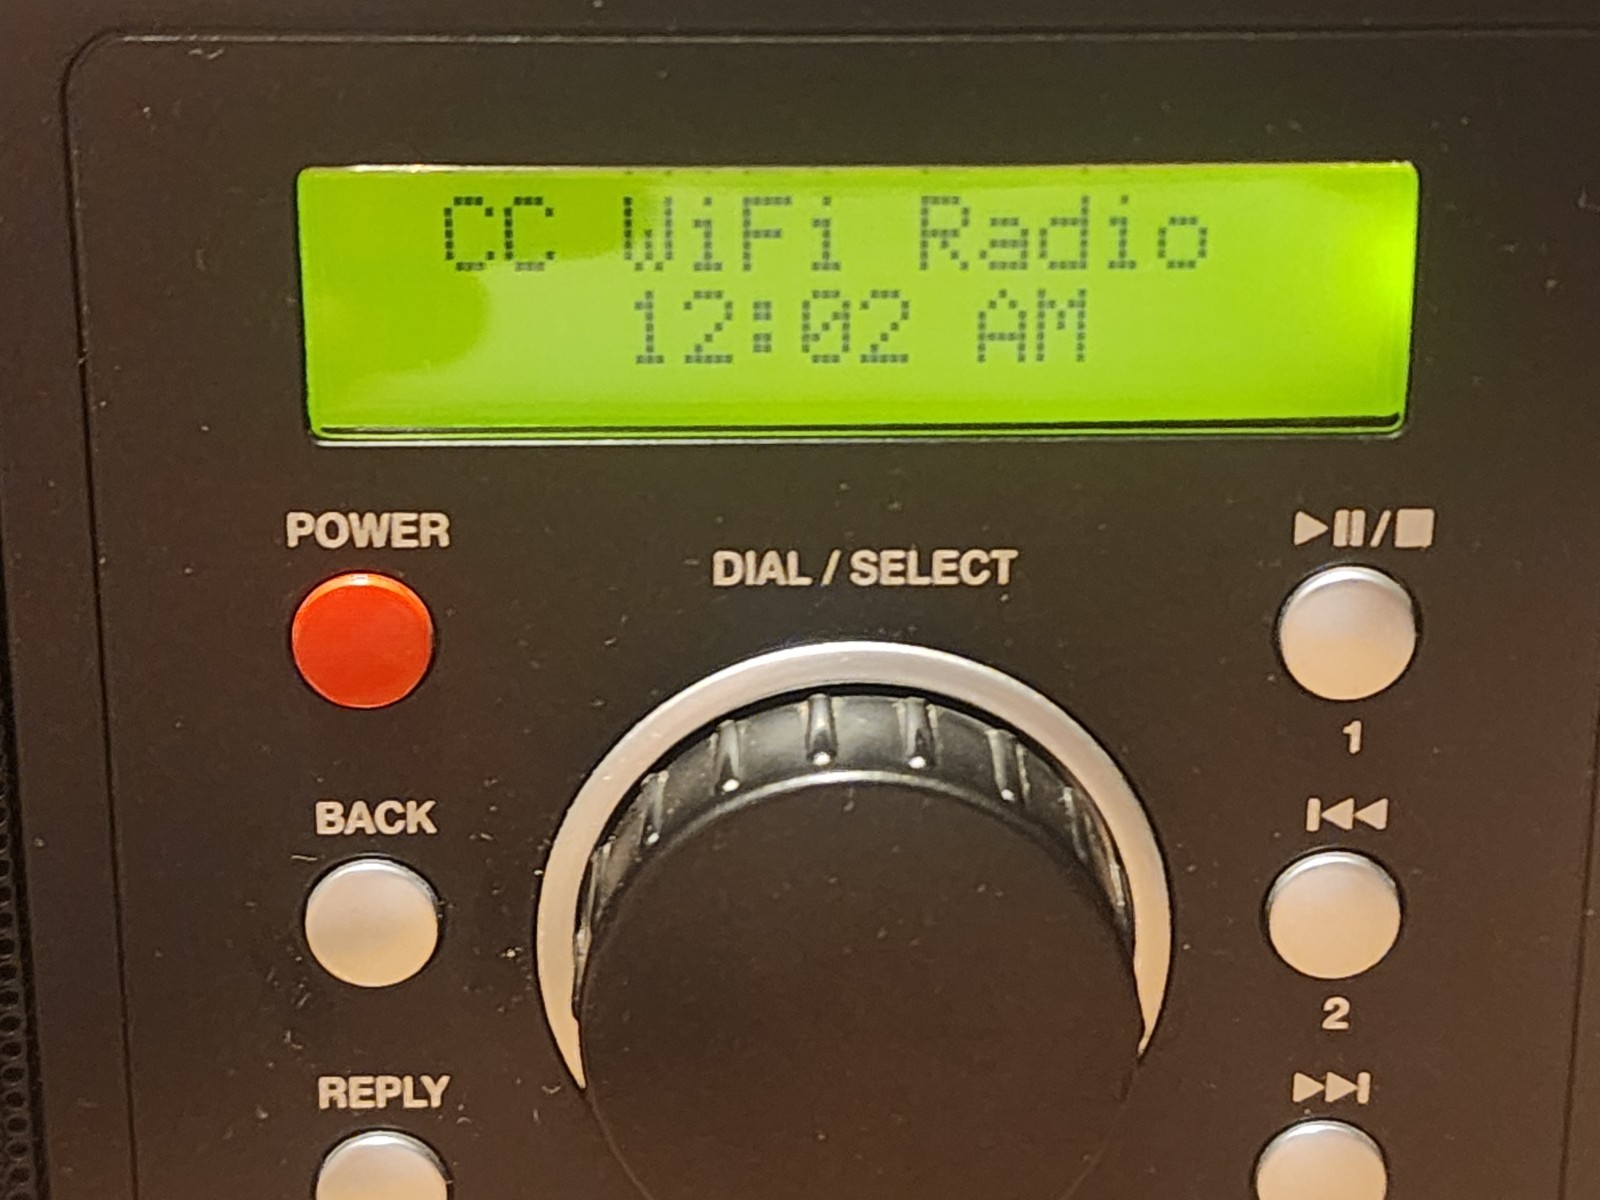 CC WiFi Radio
12:02 AM
POWER
DIAL / SELECT
1
BACK
2
REPLY